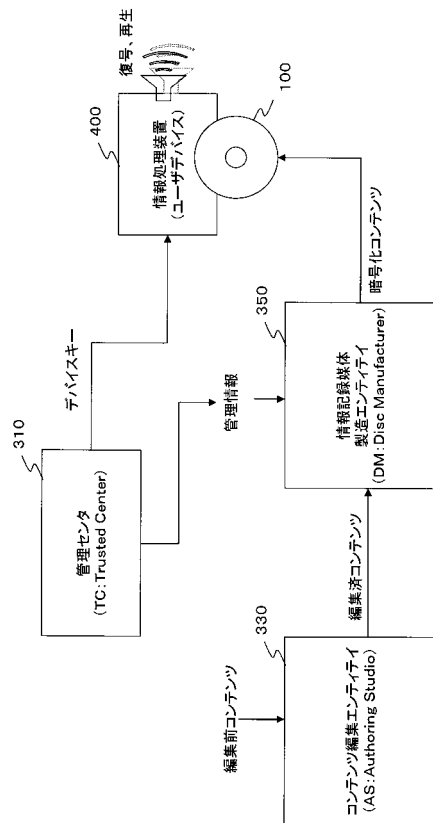 310
管理センタ
(TC:Trusted Center)
デバイスキー
管理情報
400
情報処理装置
(ユーザデバイス)
復号、再生
100
編集前コンテンツ
330
コンテンツ編集エンティテイ
(AS:Authoring Studio)
編集済コンテンツ
350
情報記録媒体
製造エンティテイ
(DM:Disc Manufacturer)
暗号化コンテンツ